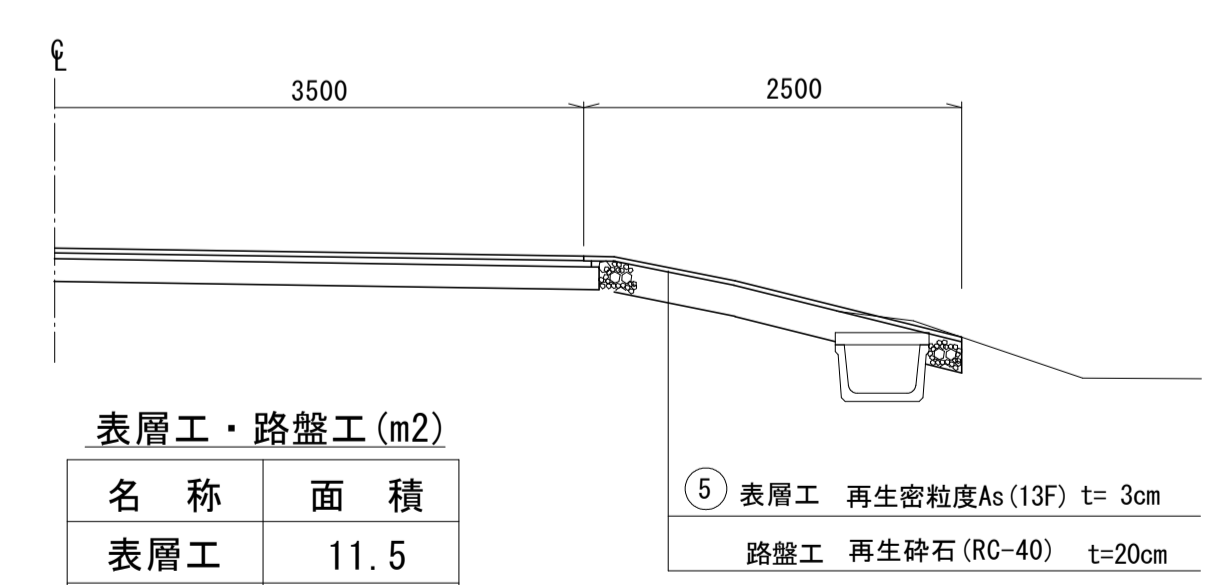 ℄
3500 2500
表層工・路盤工(m2)
名 称 面 積
表層工 11.5
⑤ 表層工 再生密粒度As(13F) t= 3cm
路盤工 再生砕石(RC-40) t=20cm